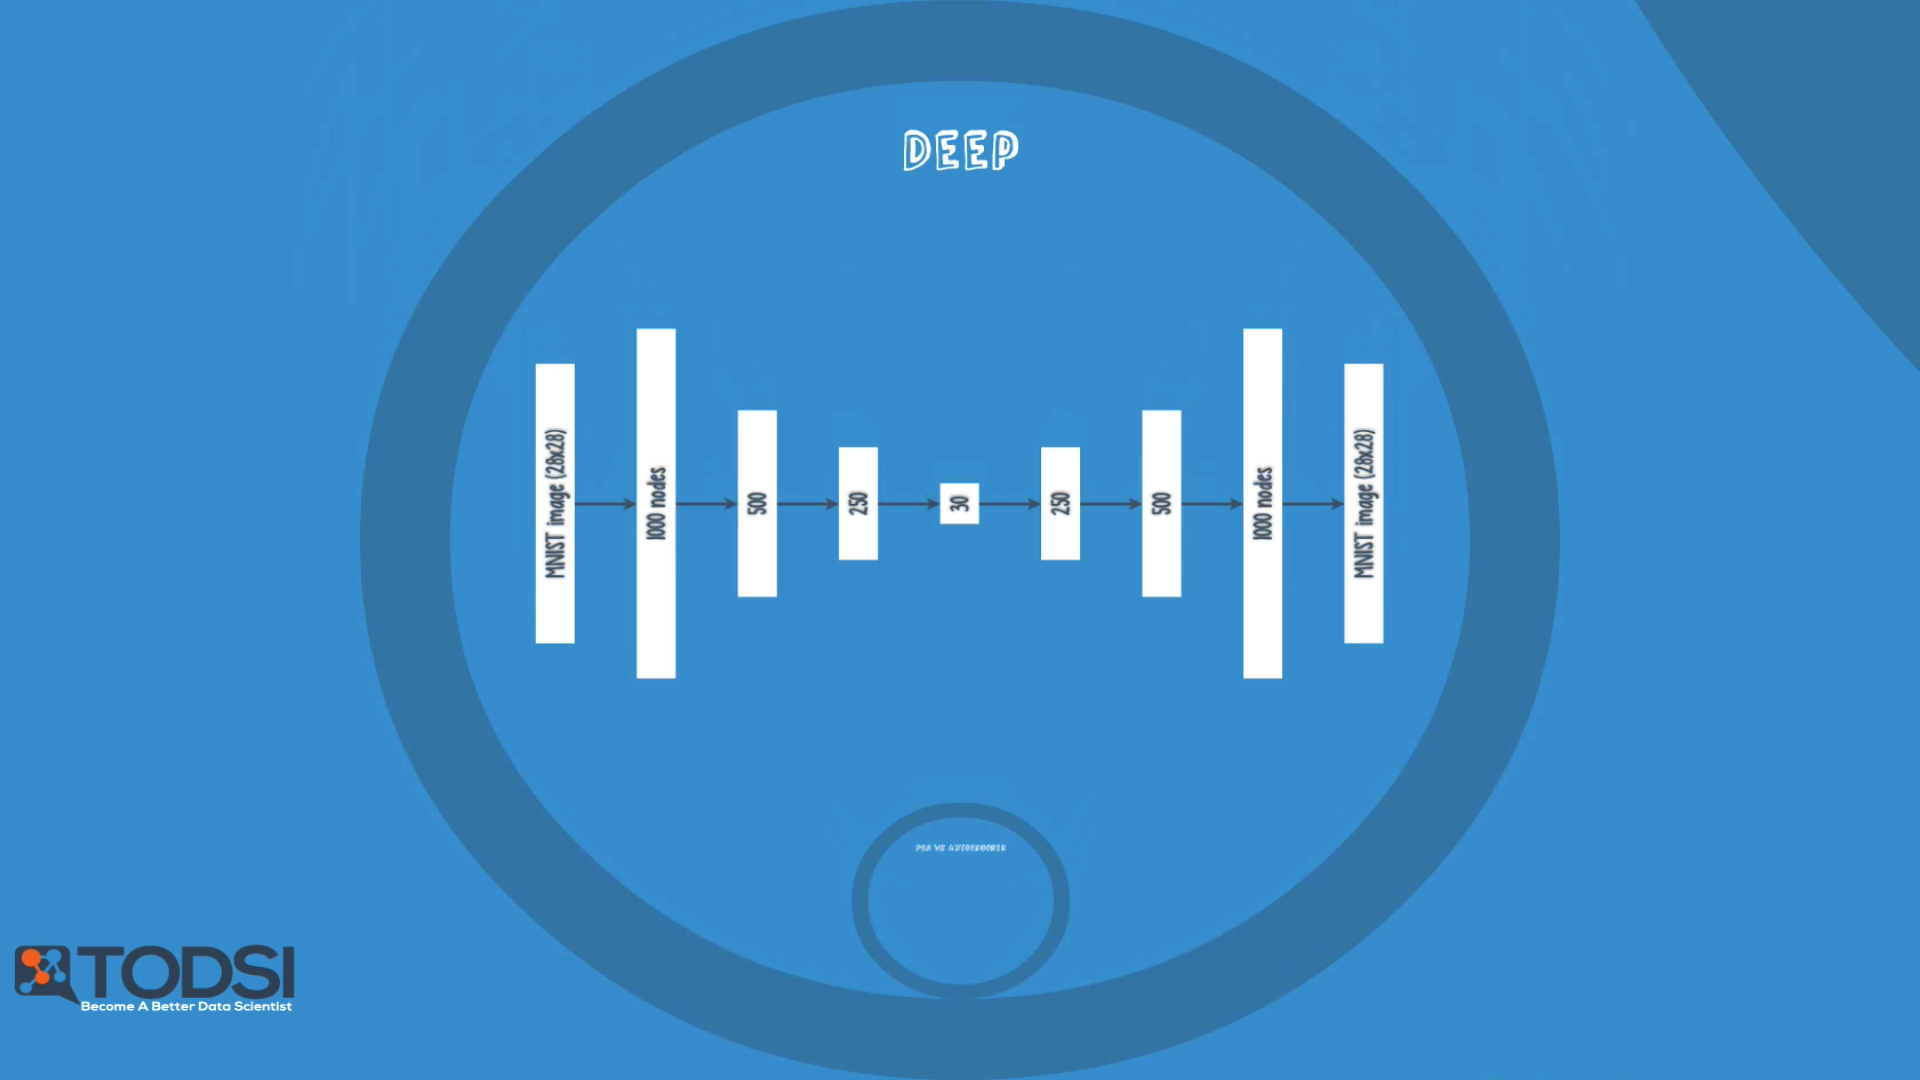 DEEP
MNIST image (28x28)
1000 nodes
500
250
30
250
500
1000 nodes
MNIST image (28x28)
PCA VS AUTOENCODER
TODSI
Become A Better Data Scientist